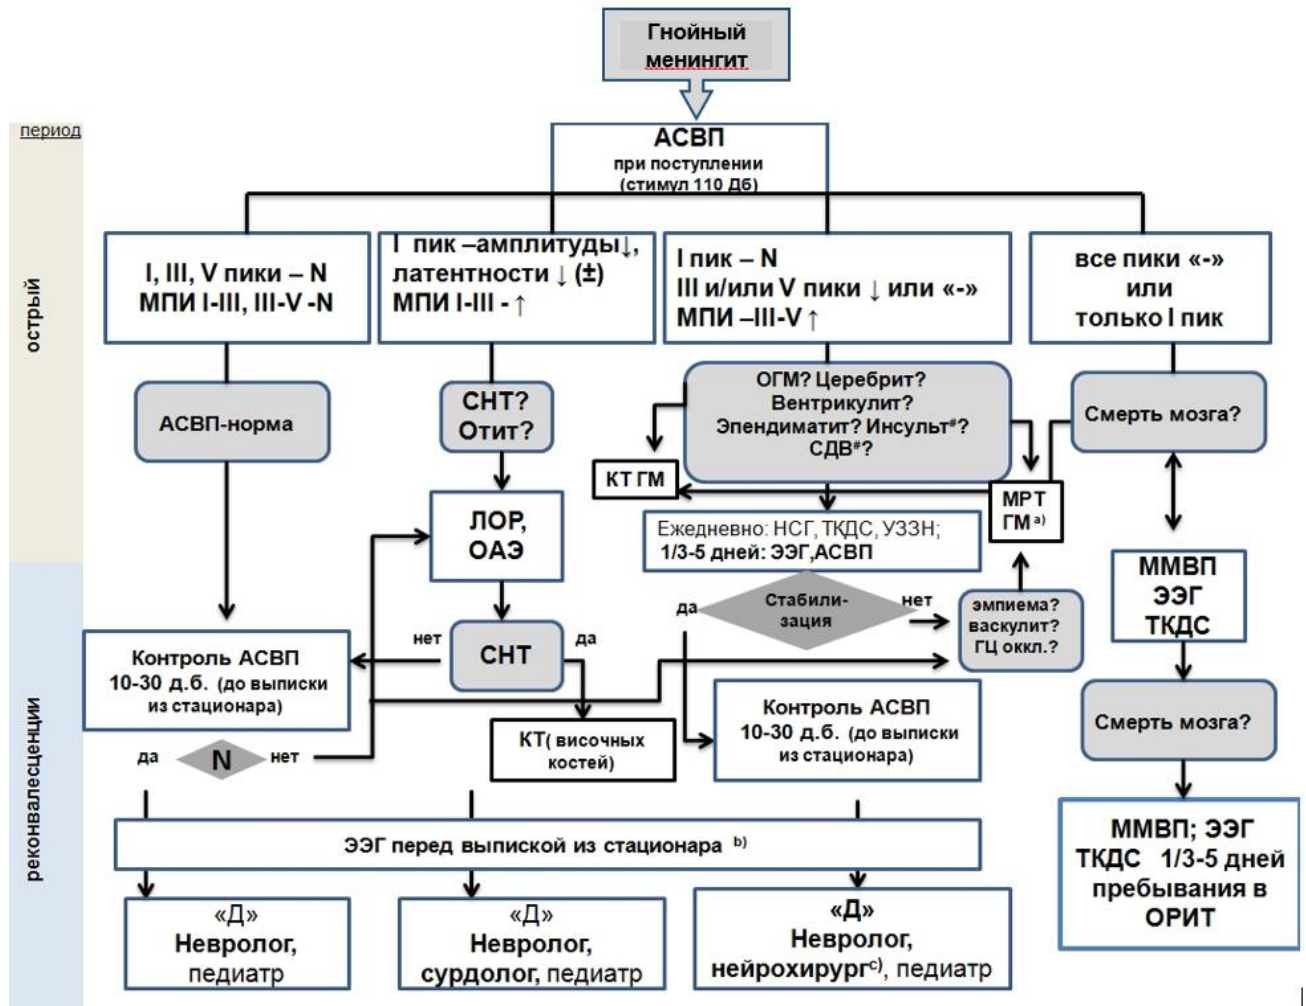 Гнойный
менингит
период
АСВП
при поступлении
(стимул 110 Дб)
острый
I, III, V пики – N
МПИ I-III, III-V -N
I пик –амплитуды↓,
латентности ↓ (±)
МПИ I-III - ↑
I пик – N
III и/или V пики ↓ или «-»
МПИ –III-V ↑
все пики «-»
или
только I пик
АСВП-норма
СНТ?
Отит?
ОГМ? Церебрит?
Вентрикулит?
Эпендиматит? Инсульт#?
СДВ#?
Смерть мозга?
КТ ГМ
МРТ
ГМ a)
ЛОР,
ОАЭ
Ежедневно: НСГ, ТКДС, УЗЗН;
1/3-5 дней: ЭЭГ,АСВП
ММВП
ЭЭГ
ТКДС
да
Стабили-
зация
нет
эмпиема?
васкулит?
ГЦ оккл.?
реконвалесценции
Контроль АСВП
10-30 д.б. (до выписки
из стационара)
нет
СНТ
да
Контроль АСВП
10-30 д.б. (до выписки
из стационара)
Смерть мозга?
да
N
нет
КТ( височных
костей)
ЭЭГ перед выпиской из стационара b)
ММВП; ЭЭГ
ТКДС 1/3-5 дней
пребывания в
ОРИТ
«Д»
Невролог,
педиатр
«Д»
Невролог,
сурдолог, педиатр
«Д»
Невролог,
нейрохирургc), педиатр